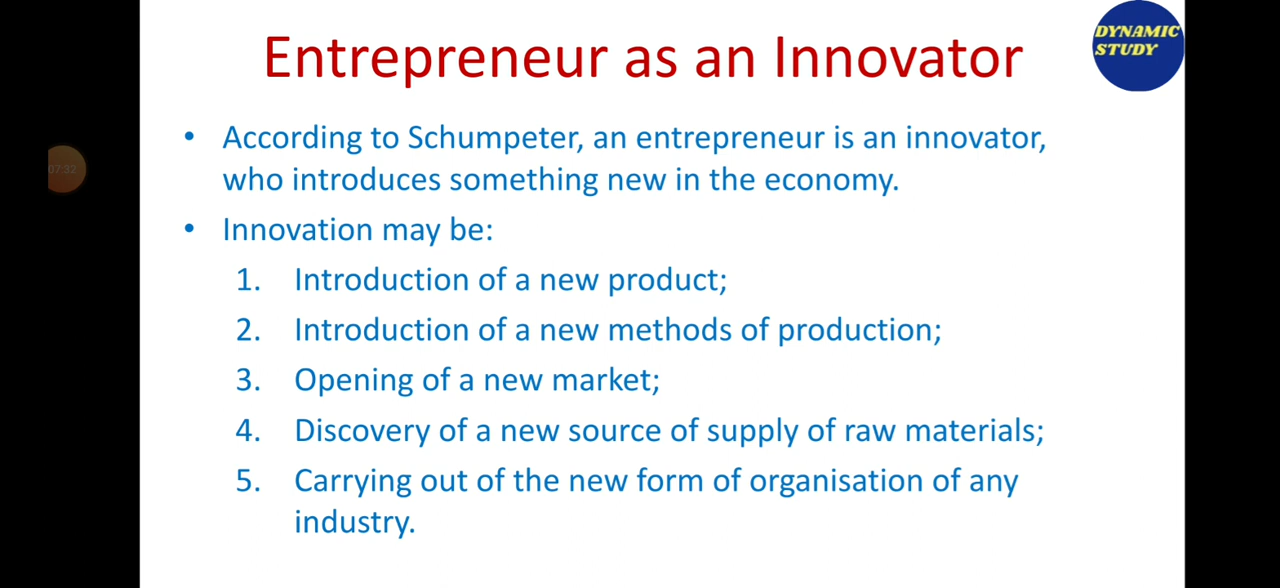 Entrepreneur as an Innovator
DYNAMIC
STUDY
• According to Schumpeter, an entrepreneur is an innovator,
who introduces something new in the economy.
07:32
• Innovation may be:
1. Introduction of a new product;
2. Introduction of a new methods of production;
3. Opening of a new market;
4. Discovery of a new source of supply of raw materials;
5. Carrying out of the new form of organisation of any
industry.